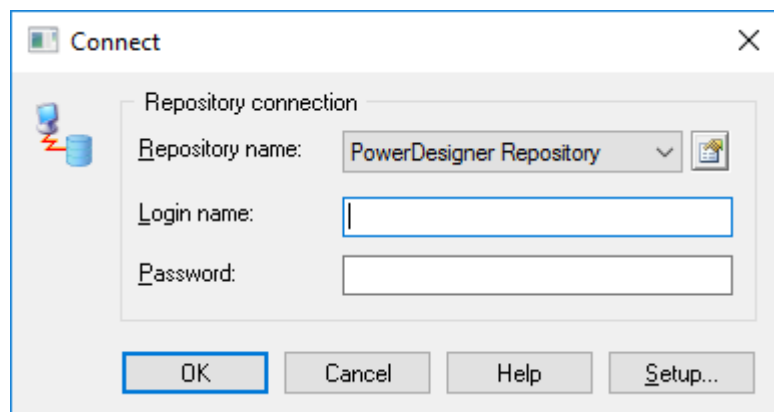 Connect
Repository connection
Repository name: PowerDesigner Repository
Login name:
Password:
OK Cancel Help Setup...